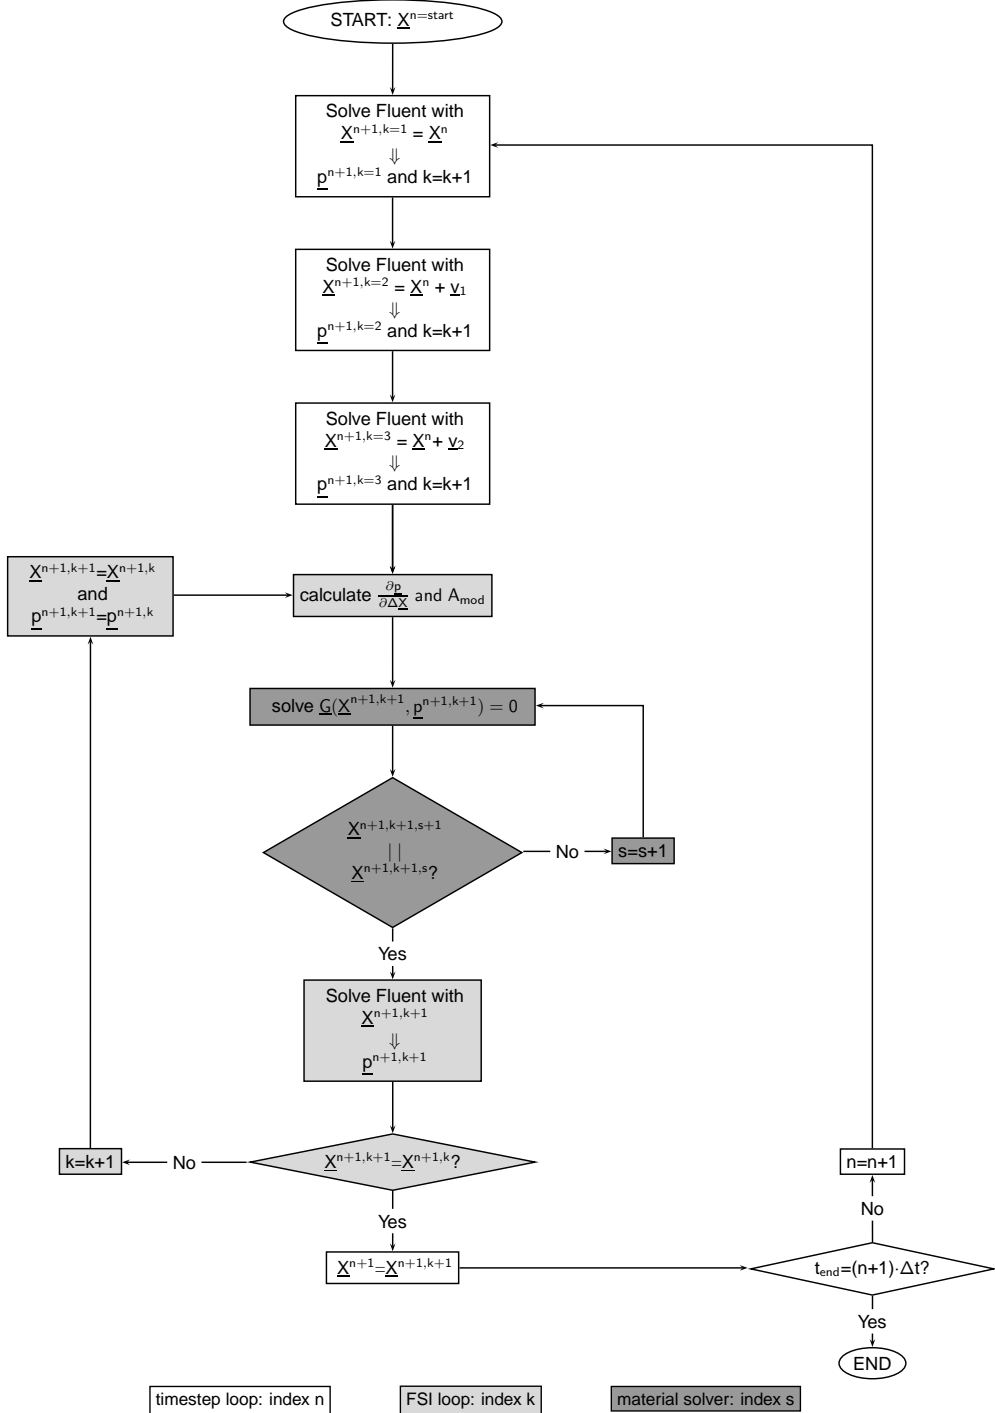 START: X^n=start
Solve Fluent with
X^n+1,k=1 = X^n
⇓
p^n+1,k=1 and k=k+1
Solve Fluent with
X^n+1,k=2 = X^n + v_1
⇓
p^n+1,k=2 and k=k+1
Solve Fluent with
X^n+1,k=3 = X^n + v_2
⇓
p^n+1,k=3 and k=k+1
X^n+1,k+1=X^n+1,k
and
p^n+1,k+1=p^n+1,k
calculate ∂p/∂ΔX and A_mod
solve G(X^n+1,k+1, p^n+1,k+1) = 0
X^n+1,k+1,s+1
||
X^n+1,k+1,s?
No
s=s+1
Yes
Solve Fluent with
X^n+1,k+1
⇓
p^n+1,k+1
k=k+1
No
X^n+1,k+1=X^n+1,k?
n=n+1
No
Yes
X^n+1=X^n+1,k+1
t_end=(n+1)·Δt?
Yes
END
timestep loop: index n
FSI loop: index k
material solver: index s